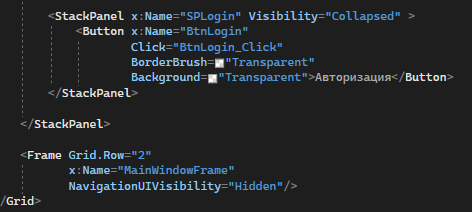 <StackPanel x:Name="SPLogin" Visibility="Collapsed" >
<Button x:Name="BtnLogin"
Click="BtnLogin_Click"
BorderBrush="Transparent"
Background="Transparent">Авторизация</Button>
</StackPanel>
</StackPanel>
<Frame Grid.Row="2"
x:Name="MainWindowFrame"
NavigationUIVisibility="Hidden"/>
/Grid>